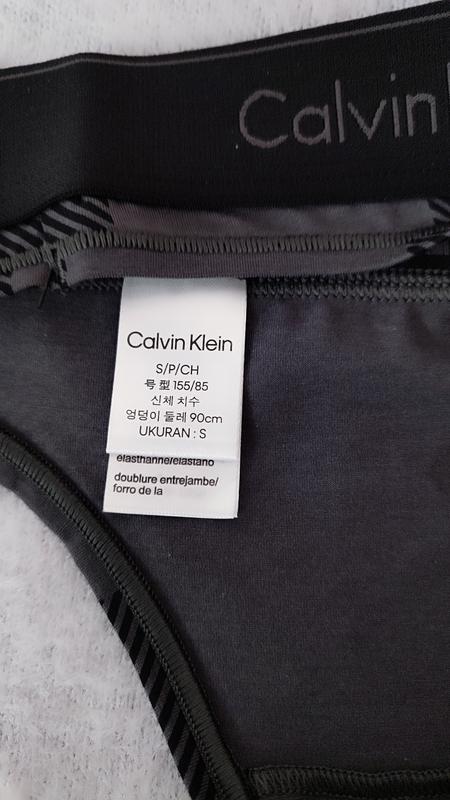 Calvin
Calvin Klein
S/P/CH
号型 155/85
신체 치수
엉덩이 둘레 90cm
UKURAN : S
elasthanne/elastano
doublure entrejambe/
forro de la